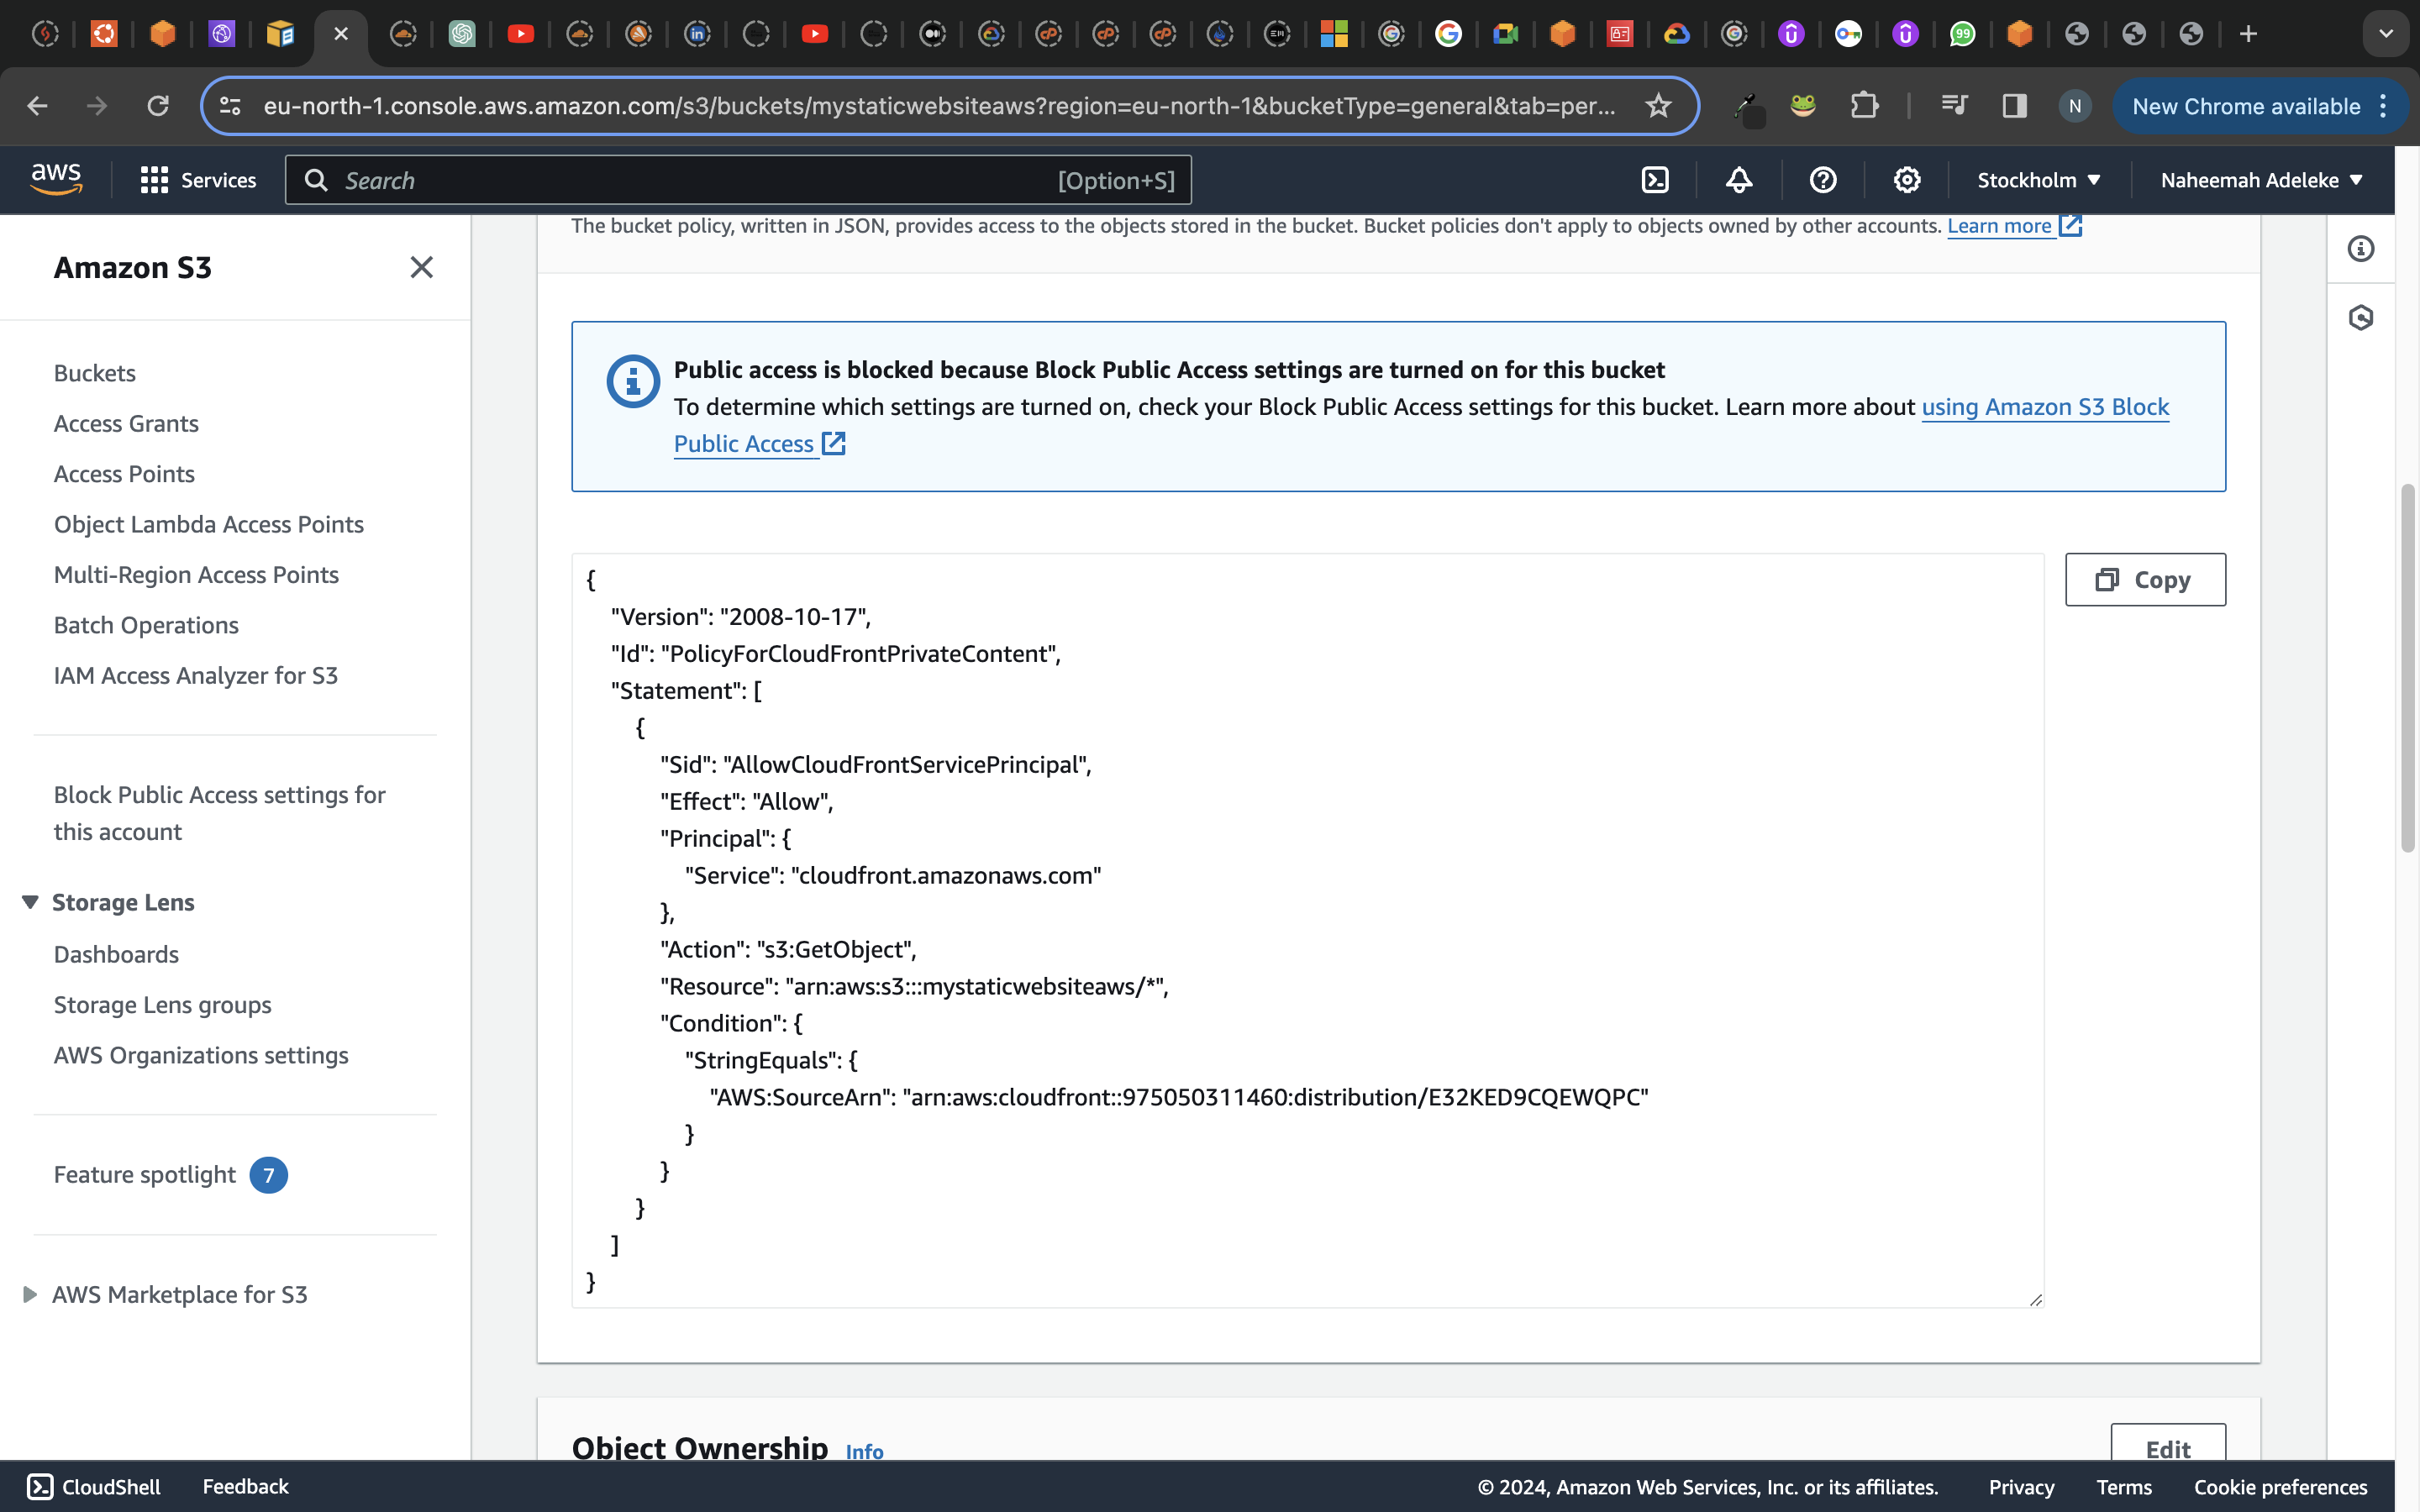 eu-north-1.console.aws.amazon.com/s3/buckets/mystaticwebsiteaws?region=eu-north-1&bucketType=general&tab=per...
N
New Chrome available
aws
Services
Search
[Option+S]
Stockholm
Naheemah Adeleke
Amazon S3
Buckets
Access Grants
Access Points
Object Lambda Access Points
Multi-Region Access Points
Batch Operations
IAM Access Analyzer for S3
Block Public Access settings for
this account
Storage Lens
Dashboards
Storage Lens groups
AWS Organizations settings
Feature spotlight 7
AWS Marketplace for S3
The bucket policy, written in JSON, provides access to the objects stored in the bucket. Bucket policies don't apply to objects owned by other accounts. Learn more
Public access is blocked because Block Public Access settings are turned on for this bucket
To determine which settings are turned on, check your Block Public Access settings for this bucket. Learn more about using Amazon S3 Block
Public Access
Copy
{
"Version": "2008-10-17",
"Id": "PolicyForCloudFrontPrivateContent",
"Statement": [
{
"Sid": "AllowCloudFrontServicePrincipal",
"Effect": "Allow",
"Principal": {
"Service": "cloudfront.amazonaws.com"
},
"Action": "s3:GetObject",
"Resource": "arn:aws:s3:::mystaticwebsiteaws/*",
"Condition": {
"StringEquals": {
"AWS:SourceArn": "arn:aws:cloudfront::975050311460:distribution/E32KED9CQEWQPC"
}
}
}
]
}
Object Ownership Info
Edit
CloudShell
Feedback
© 2024, Amazon Web Services, Inc. or its affiliates.
Privacy
Terms
Cookie preferences